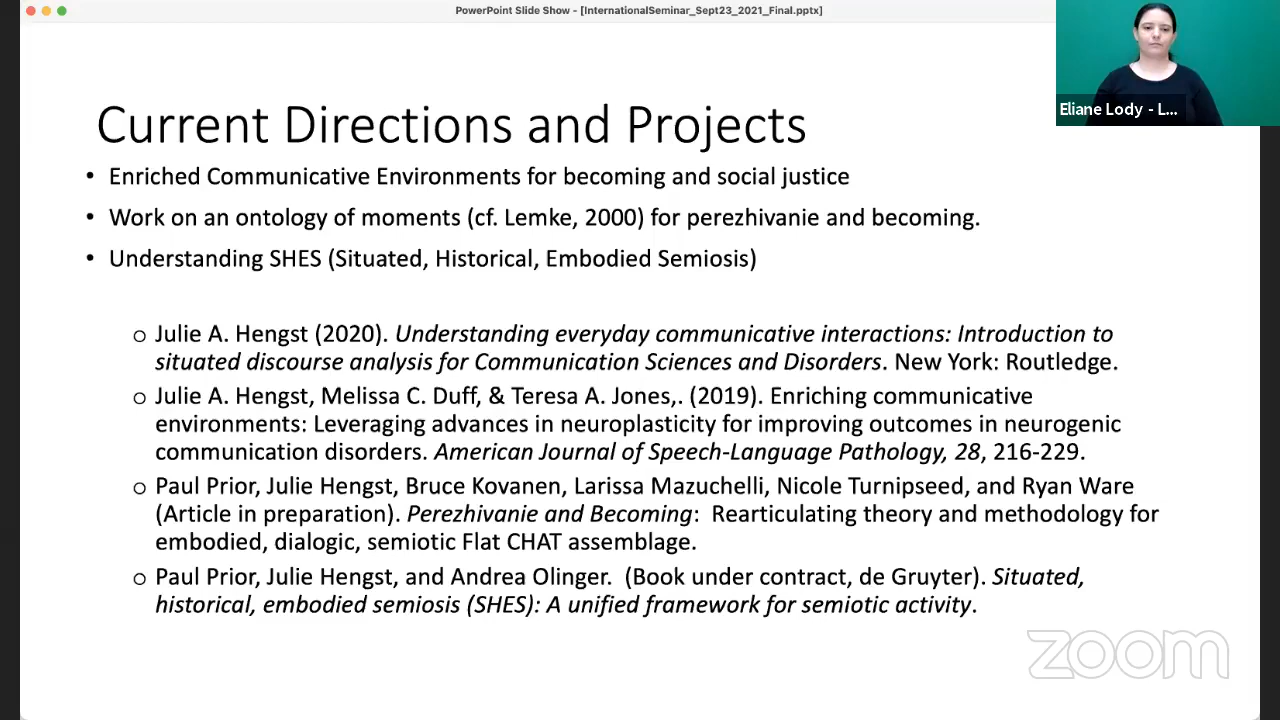 PowerPoint Slide Show - [InternationalSeminar_Sept23_2021_Final.pptx]
Eliane Lody - L...
Current Directions and Projects
• Enriched Communicative Environments for becoming and social justice
• Work on an ontology of moments (cf. Lemke, 2000) for perezhivanie and becoming.
• Understanding SHES (Situated, Historical, Embodied Semiosis)
o Julie A. Hengst (2020). Understanding everyday communicative interactions: Introduction to
situated discourse analysis for Communication Sciences and Disorders. New York: Routledge.
o Julie A. Hengst, Melissa C. Duff, & Teresa A. Jones,. (2019). Enriching communicative
environments: Leveraging advances in neuroplasticity for improving outcomes in neurogenic
communication disorders. American Journal of Speech-Language Pathology, 28, 216-229.
o Paul Prior, Julie Hengst, Bruce Kovanen, Larissa Mazuchelli, Nicole Turnipseed, and Ryan Ware
(Article in preparation). Perezhivanie and Becoming: Rearticulating theory and methodology for
embodied, dialogic, semiotic Flat CHAT assemblage.
o Paul Prior, Julie Hengst, and Andrea Olinger. (Book under contract, de Gruyter). Situated,
historical, embodied semiosis (SHES): A unified framework for semiotic activity.
zoom